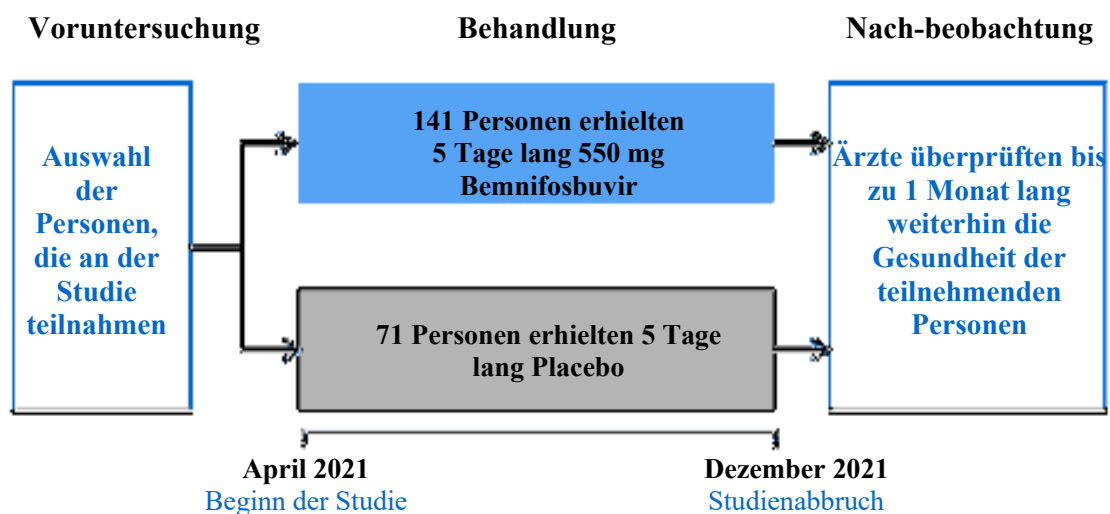 Voruntersuchung
Behandlung
Nach-beobachtung
Auswahl
der
Personen,
die an der
Studie
teilnahmen
141 Personen erhielten
5 Tage lang 550 mg
Bemnifosbuvir
71 Personen erhielten 5 Tage
lang Placebo
Ärzte überprüften bis
zu 1 Monat lang
weiterhin die
Gesundheit der
teilnehmenden
Personen
April 2021
Beginn der Studie
Dezember 2021
Studienabbruch